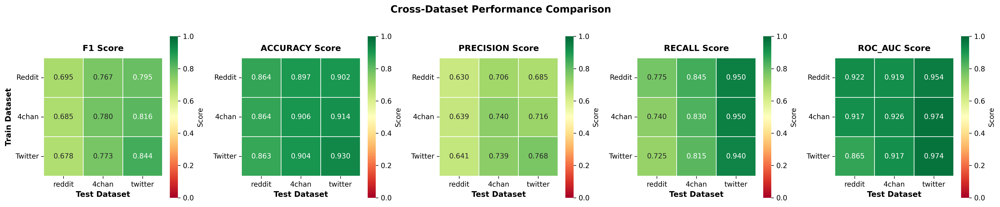 Cross-Dataset Performance Comparison
F1 Score
Train Dataset
Reddit 0.695 0.767 0.795
4chan 0.685 0.780 0.816
Twitter 0.678 0.773 0.844
reddit 4chan twitter
Test Dataset
1.0
0.8
0.6
0.4
0.2
0.0
Score
ACCURACY Score
Reddit 0.864 0.897 0.902
4chan 0.864 0.906 0.914
Twitter 0.863 0.904 0.930
reddit 4chan twitter
Test Dataset
1.0
0.8
0.6
0.4
0.2
0.0
Score
PRECISION Score
Reddit 0.630 0.706 0.685
4chan 0.639 0.740 0.716
Twitter 0.641 0.739 0.768
reddit 4chan twitter
Test Dataset
1.0
0.8
0.6
0.4
0.2
0.0
Score
RECALL Score
Reddit 0.775 0.845 0.950
4chan 0.740 0.830 0.950
Twitter 0.725 0.815 0.940
reddit 4chan twitter
Test Dataset
1.0
0.8
0.6
0.4
0.2
0.0
Score
ROC_AUC Score
Reddit 0.922 0.919 0.954
4chan 0.917 0.926 0.974
Twitter 0.865 0.917 0.974
reddit 4chan twitter
Test Dataset
1.0
0.8
0.6
0.4
0.2
0.0
Score